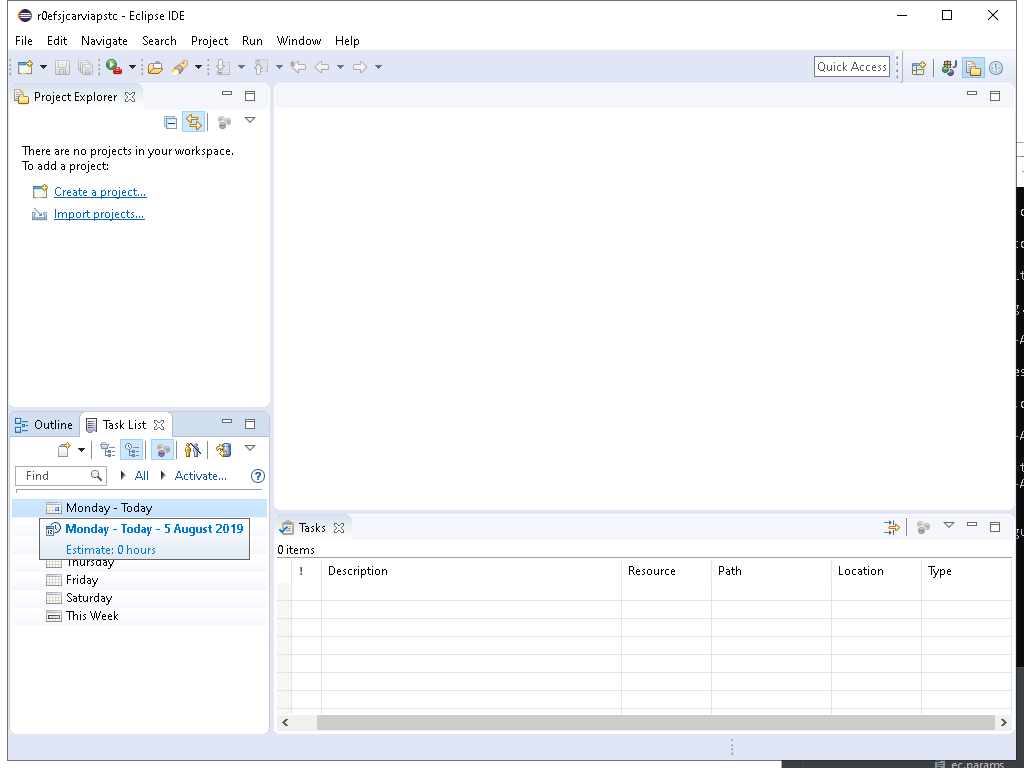 r0efsjcarviapstc - Eclipse IDE
File Edit Navigate Search Project Run Window Help
Quick Access
Project Explorer
There are no projects in your workspace.
To add a project:
Create a project...
Import projects...
Outline Task List
Find All Activate...
Monday - Today
Monday - Today - 5 August 2019
Estimate: 0 hours
Thursday
Friday
Saturday
This Week
Tasks
0 items
! Description Resource Path Location Type
ec.params